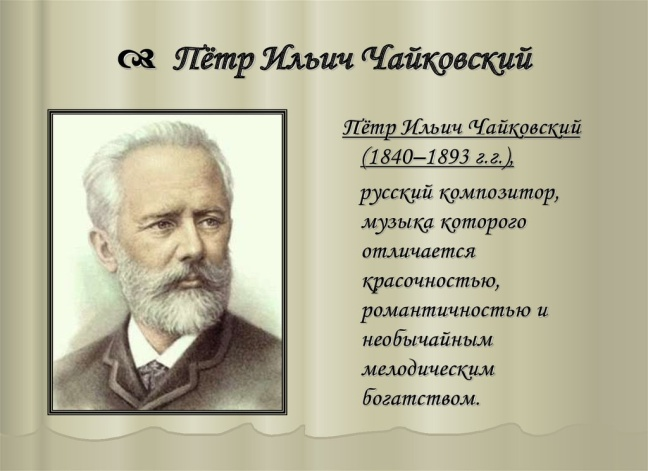 Пётр Ильич Чайковский
Пётр Ильич Чайковский
(1840–1893 г.г.),
русский композитор,
музыка которого
отличается
красочностью,
романтичностью и
необычайным
мелодическим
богатством.